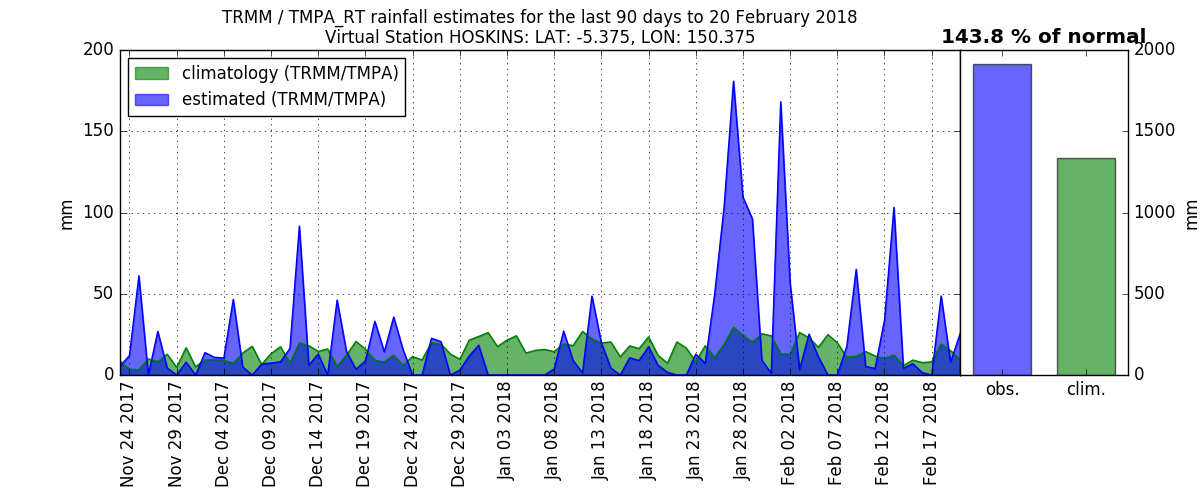 TRMM / TMPA_RT rainfall estimates for the last 90 days to 20 February 2018
Virtual Station HOSKINS: LAT: -5.375, LON: 150.375
143.8 % of normal
climatology (TRMM/TMPA)
estimated (TRMM/TMPA)
200
150
100
50
0
mm
2000
1500
1000
500
0
mm
Nov 24 2017
Nov 29 2017
Dec 04 2017
Dec 09 2017
Dec 14 2017
Dec 19 2017
Dec 24 2017
Dec 29 2017
Jan 03 2018
Jan 08 2018
Jan 13 2018
Jan 18 2018
Jan 23 2018
Jan 28 2018
Feb 02 2018
Feb 07 2018
Feb 12 2018
Feb 17 2018
obs.
clim.